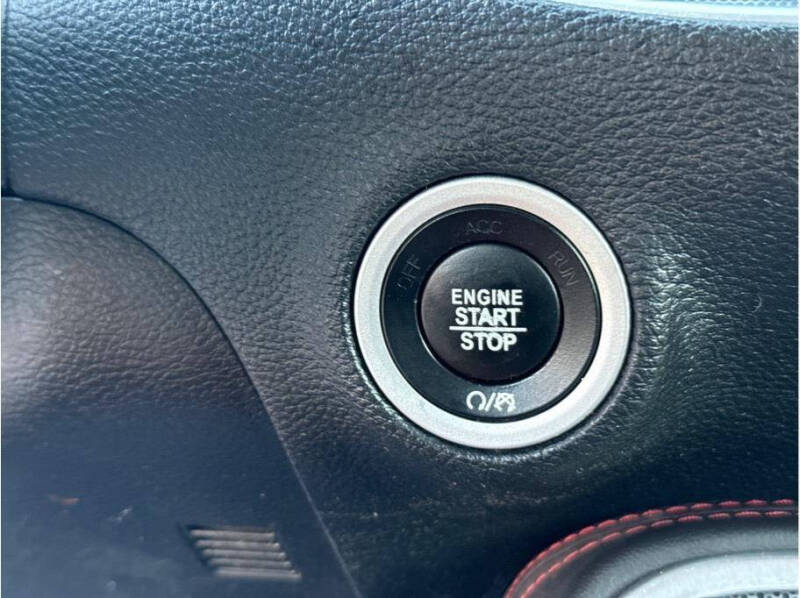 OFF ACC RUN
ENGINE
START
STOP